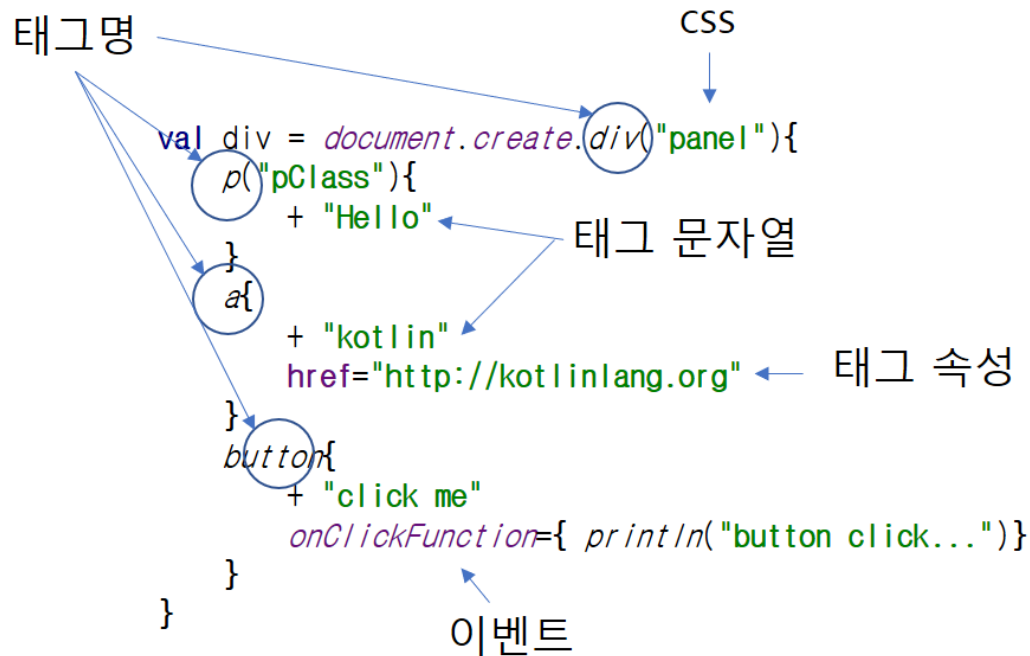 태그명
CSS
val div = document.create.div("panel"){
p("pClass"){
+ "Hello"
태그 문자열
}
a{
+ "kotlin"
href="http://kotlinlang.org"
태그 속성
}
button{
+ "click me"
onClickFunction={ println("button click...")}
}
}
이벤트